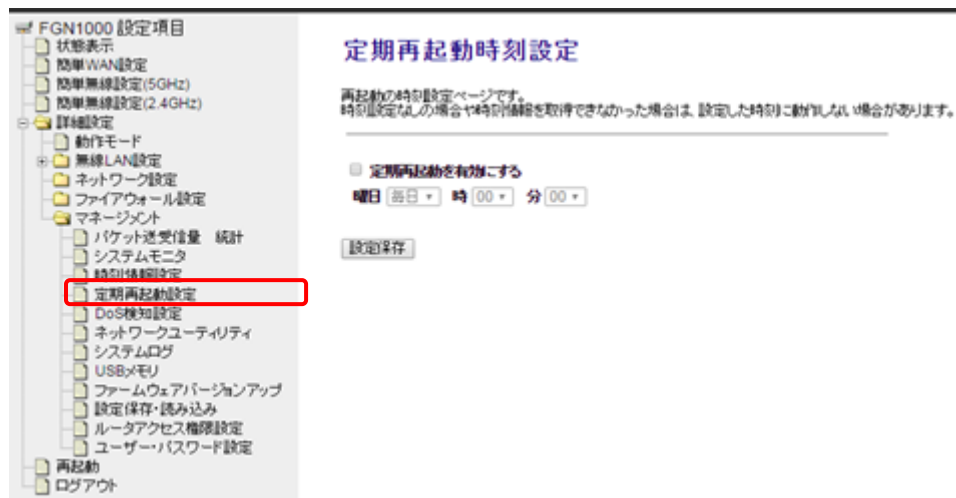 FGN1000 設定項目
状態表示
簡単WAN設定
簡単無線設定(5GHz)
簡単無線設定(2.4GHz)
詳細設定
動作モード
無線LAN設定
ネットワーク設定
ファイアウォール設定
マネージメント
パケット送受信量 統計
システムモニタ
時刻情報設定
定期再起動設定
DoS検知設定
ネットワークユーティリティ
システムログ
USBメモリ
ファームウェアバージョンアップ
設定保存・読み込み
ルータアクセス権限設定
ユーザー・パスワード設定
再起動
ログアウト
定期再起動時刻設定
再起動の時刻設定ページです。
時刻設定なしの場合や時刻情報を取得できなかった場合は、設定した時刻に動作しない場合があります。
定期再起動を有効にする
曜日 毎日 時 00 分 00
設定保存